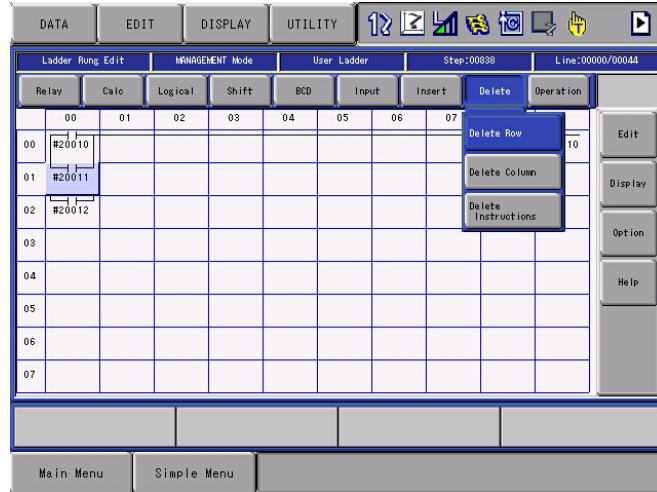 DATA EDIT DISPLAY UTILITY
Ladder Rung Edit MANAGEMENT Mode User Ladder Step:00838 Line:0000/00044
Relay Calc Logical Shift BCD Input Insert Delete Operation
00 01 02 03 04 05 06 07
Delete Row
Edit
00 #20010 10
Delete Column
01 #20011
Display
Delete
Instructions
02 #20012
Option
03
04
Help
05
06
07
Main Menu Simple Menu